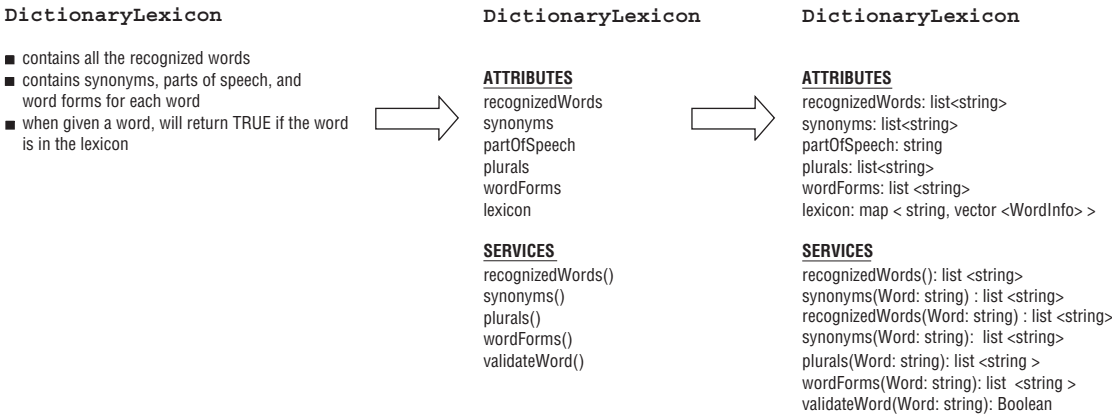 DictionaryLexicon
■ contains all the recognized words
■ contains synonyms, parts of speech, and
word forms for each word
■ when given a word, will return TRUE if the word
is in the lexicon
DictionaryLexicon
ATTRIBUTES
recognizedWords
synonyms
partOfSpeech
plurals
wordForms
lexicon
SERVICES
recognizedWords()
synonyms()
plurals()
wordForms()
validateWord()
DictionaryLexicon
ATTRIBUTES
recognizedWords: list<string>
synonyms: list<string>
partOfSpeech: string
plurals: list<string>
wordForms: list <string>
lexicon: map < string, vector <WordInfo> >
SERVICES
recognizedWords(): list <string>
synonyms(Word: string) : list <string>
recognizedWords(Word: string) : list <string>
synonyms(Word: string): list <string>
plurals(Word: string): list <string >
wordForms(Word: string): list <string >
validateWord(Word: string): Boolean